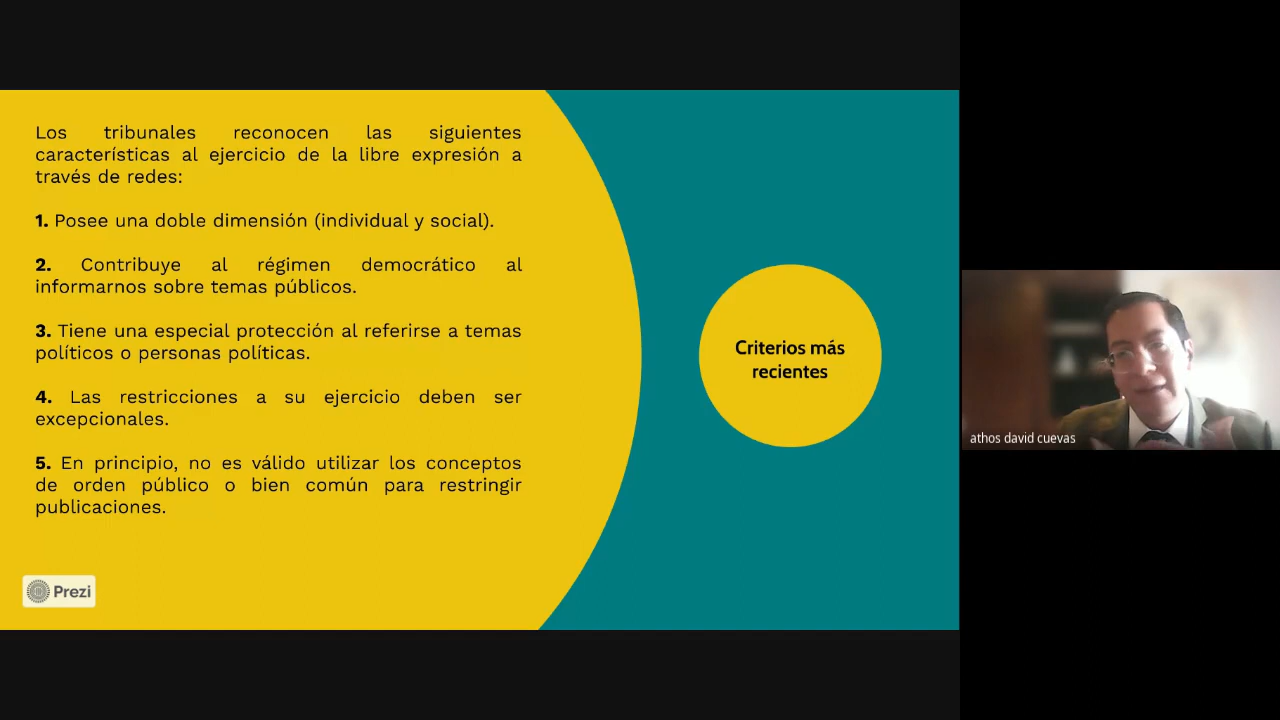 Los tribunales reconocen las siguientes
características al ejercicio de la libre expresión a
través de redes:
1. Posee una doble dimensión (individual y social).
2. Contribuye al régimen democrático al
informarnos sobre temas públicos.
3. Tiene una especial protección al referirse a temas
políticos o personas políticas.
4. Las restricciones a su ejercicio deben ser
excepcionales.
5. En principio, no es válido utilizar los conceptos
de orden público o bien común para restringir
publicaciones.
Prezi
Criterios más
recientes
athos david cuevas